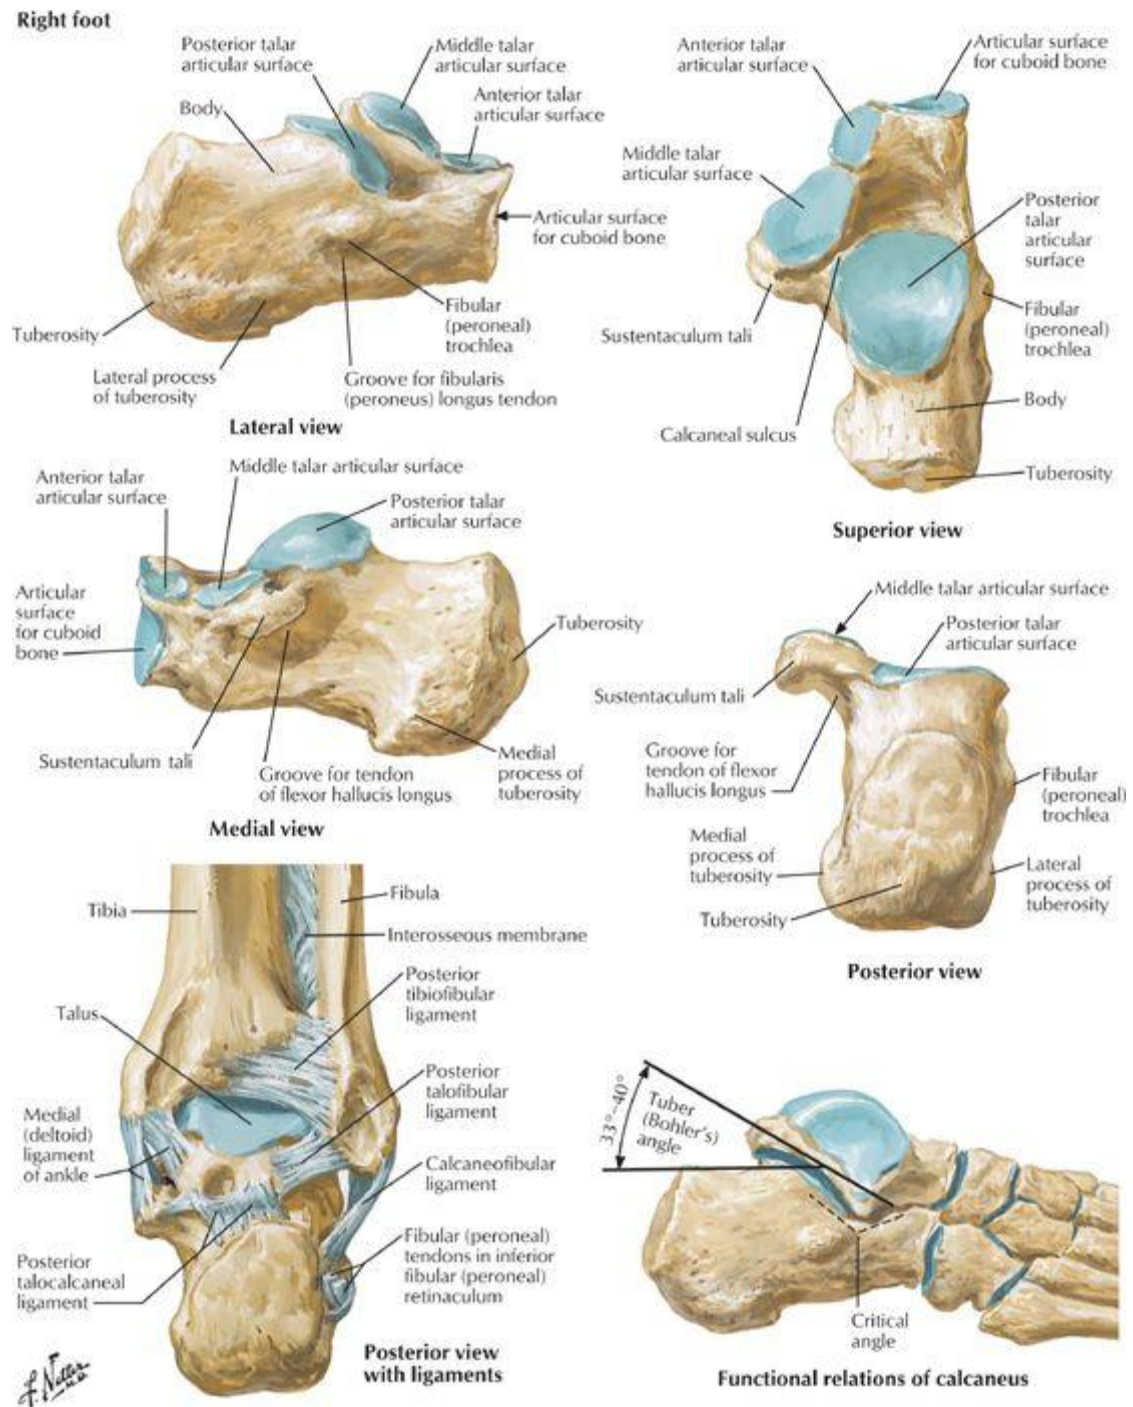 Right foot
Posterior talar
articular surface
Middle talar
articular surface
Body
Anterior talar
articular surface
Articular surface
for cuboid bone
Fibular
(peroneal)
trochlea
Tuberosity
Lateral process
of tuberosity
Groove for fibularis
(peroneus) longus tendon
Lateral view
Anterior talar
articular surface
Articular surface
for cuboid bone
Middle talar
articular surface
Posterior
talar
articular
surface
Sustentaculum tali
Fibular
(peroneal)
trochlea
Body
Calcaneal sulcus
Tuberosity
Superior view
Anterior talar
articular surface
Middle talar articular surface
Posterior talar
articular surface
Articular
surface
for cuboid
bone
Tuberosity
Sustentaculum tali
Groove for tendon
of flexor hallucis longus
Medial
process of
tuberosity
Medial view
Middle talar articular surface
Posterior talar
articular surface
Sustentaculum tali
Groove for
tendon of flexor
hallucis longus
Fibular
(peroneal)
trochlea
Medial
process of
tuberosity
Lateral
process of
tuberosity
Tuberosity
Posterior view
Tibia
Fibula
Interosseous membrane
Posterior
tibiofibular
ligament
Talus
Posterior
talofibular
ligament
Medial
(deltoid)
ligament
of ankle
Calcaneofibular
ligament
Posterior
talocalcaneal
ligament
Fibular (peroneal)
tendons in inferior
fibular (peroneal)
retinaculum
Posterior view
with ligaments
33°–40°
Tuber
(Bohler's)
angle
Critical
angle
Functional relations of calcaneus
F. Netter
M.D.